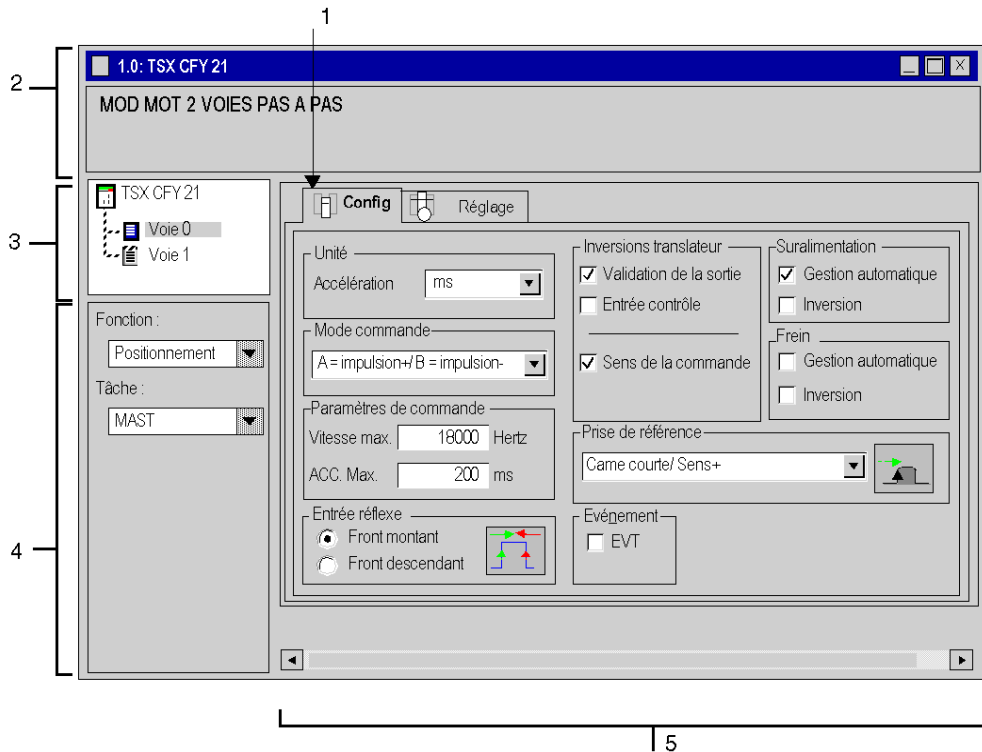 1
2
1.0: TSX CFY 21
MOD MOT 2 VOIES PAS A PAS
3
TSX CFY 21
Voie 0
Voie 1
4
Fonction :
Positionnement
Tâche :
MAST
Config
Réglage
Unité
Accélération
ms
Mode commande
A = impulsion+/ B = impulsion-
Paramètres de commande
Vitesse max. 18000 Hertz
ACC. Max. 200 ms
Entrée réflexe
Front montant
Front descendant
Inversions translateur
Validation de la sortie
Entrée contrôle
Sens de la commande
Suralimentation
Gestion automatique
Inversion
Frein
Gestion automatique
Inversion
Prise de référence
Came courte/ Sens+
Evénement
EVT
5